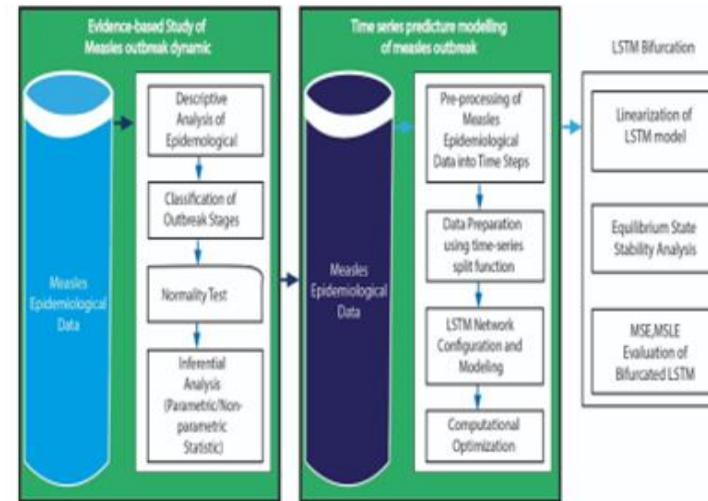 Evidence-based Study of
Measles outbreak dynamic
Measles
Epidemiological
Data
Descriptive
Analysis of
Epidemological
Classification of
Outbreak Stages
Normality Test
Inferential
Analysis
(Parametric/Non-
parametric
Statistic)
Time series predicture modelling
of measles outbreak
Measles
Epidemiological
Data
Pre-processing of
Measles
Epidemiological
Data into Time Steps
Data Preparation
using time-series
split function
LSTM Network
Configuration and
Modeling
Computational
Optimization
LSTM Bifurcation
Linearization of
LSTM model
Equilibrium State
Stability Analysis
MSE,MSLE
Evaluation of
Bifurcated LSTM